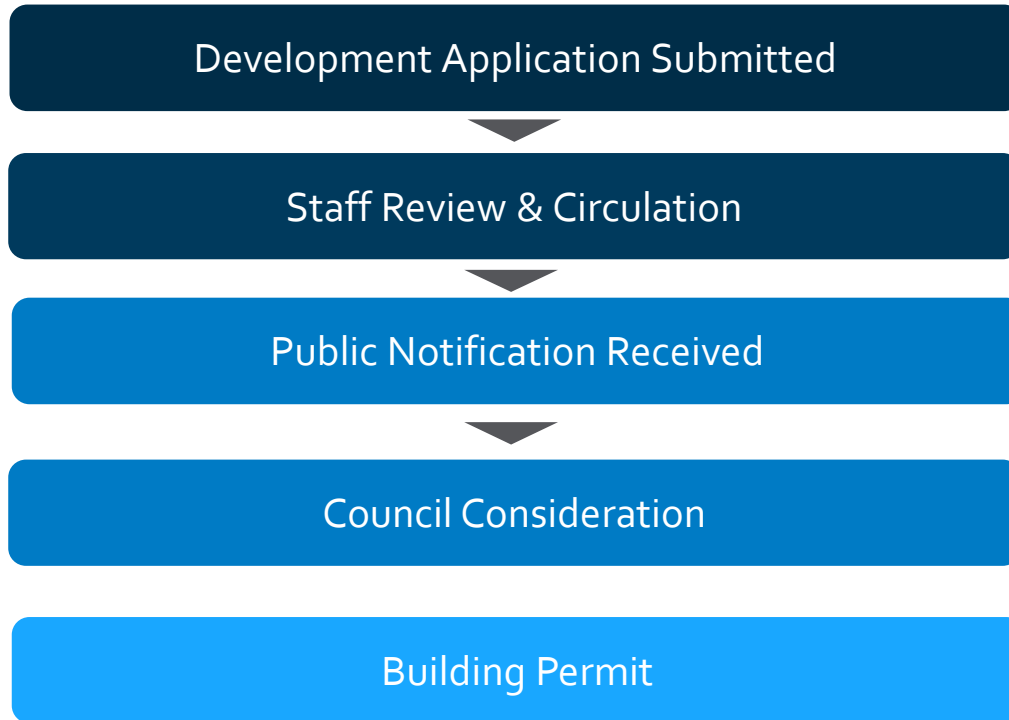 Development Application Submitted
Staff Review & Circulation
Public Notification Received
Council Consideration
Building Permit